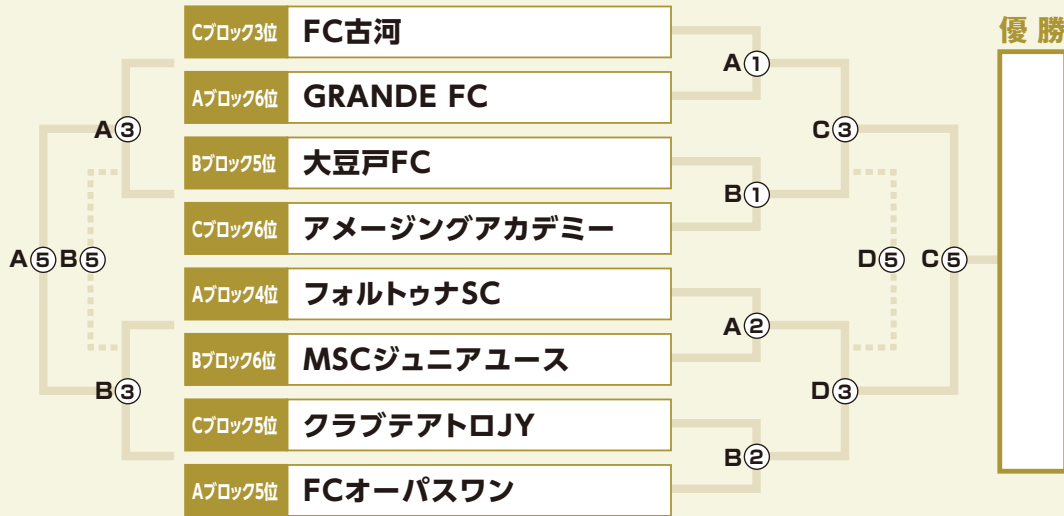 優 勝
Cブロック3位 FC古河
A①
Aブロック6位 GRANDE FC
A③
C③
Bブロック5位 大豆戸FC
B①
Cブロック6位 アメージングアカデミー
A⑤ B⑤
D⑤ C⑤
Aブロック4位 フォルトゥナSC
A②
Bブロック6位 MSCジュニアユース
B③
D③
Cブロック5位 クラブテアトロJY
B②
Aブロック5位 FCオーパスワン